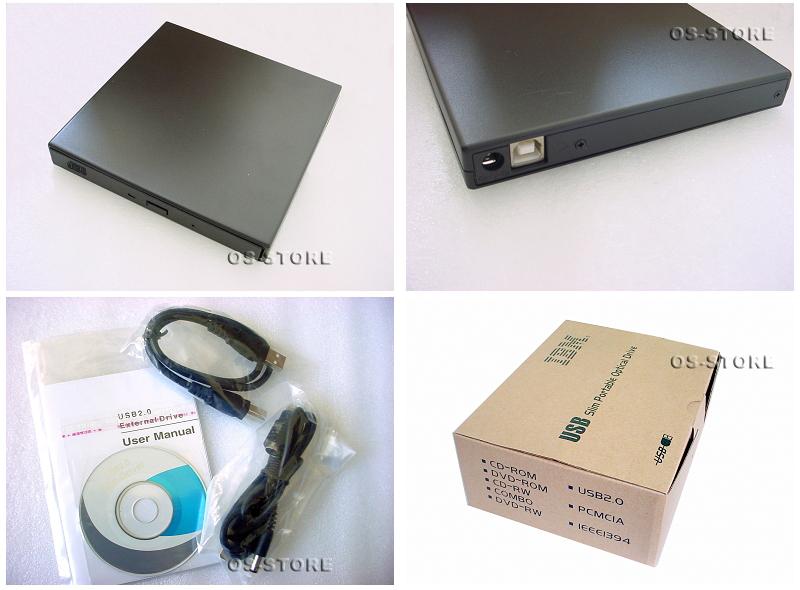 OS-STORE
OS-STORE
USB2.0
External Drive
User Manual
OS-STORE
IBM
USB Slim Portable Optical Drive
OS-STORE
USB
■ CD-ROM
■ DVD-ROM
■ CD-RW
■ COMBO
■ DVD-RW
■ USB2.0
■ PCMCIA
■ IEEE1394